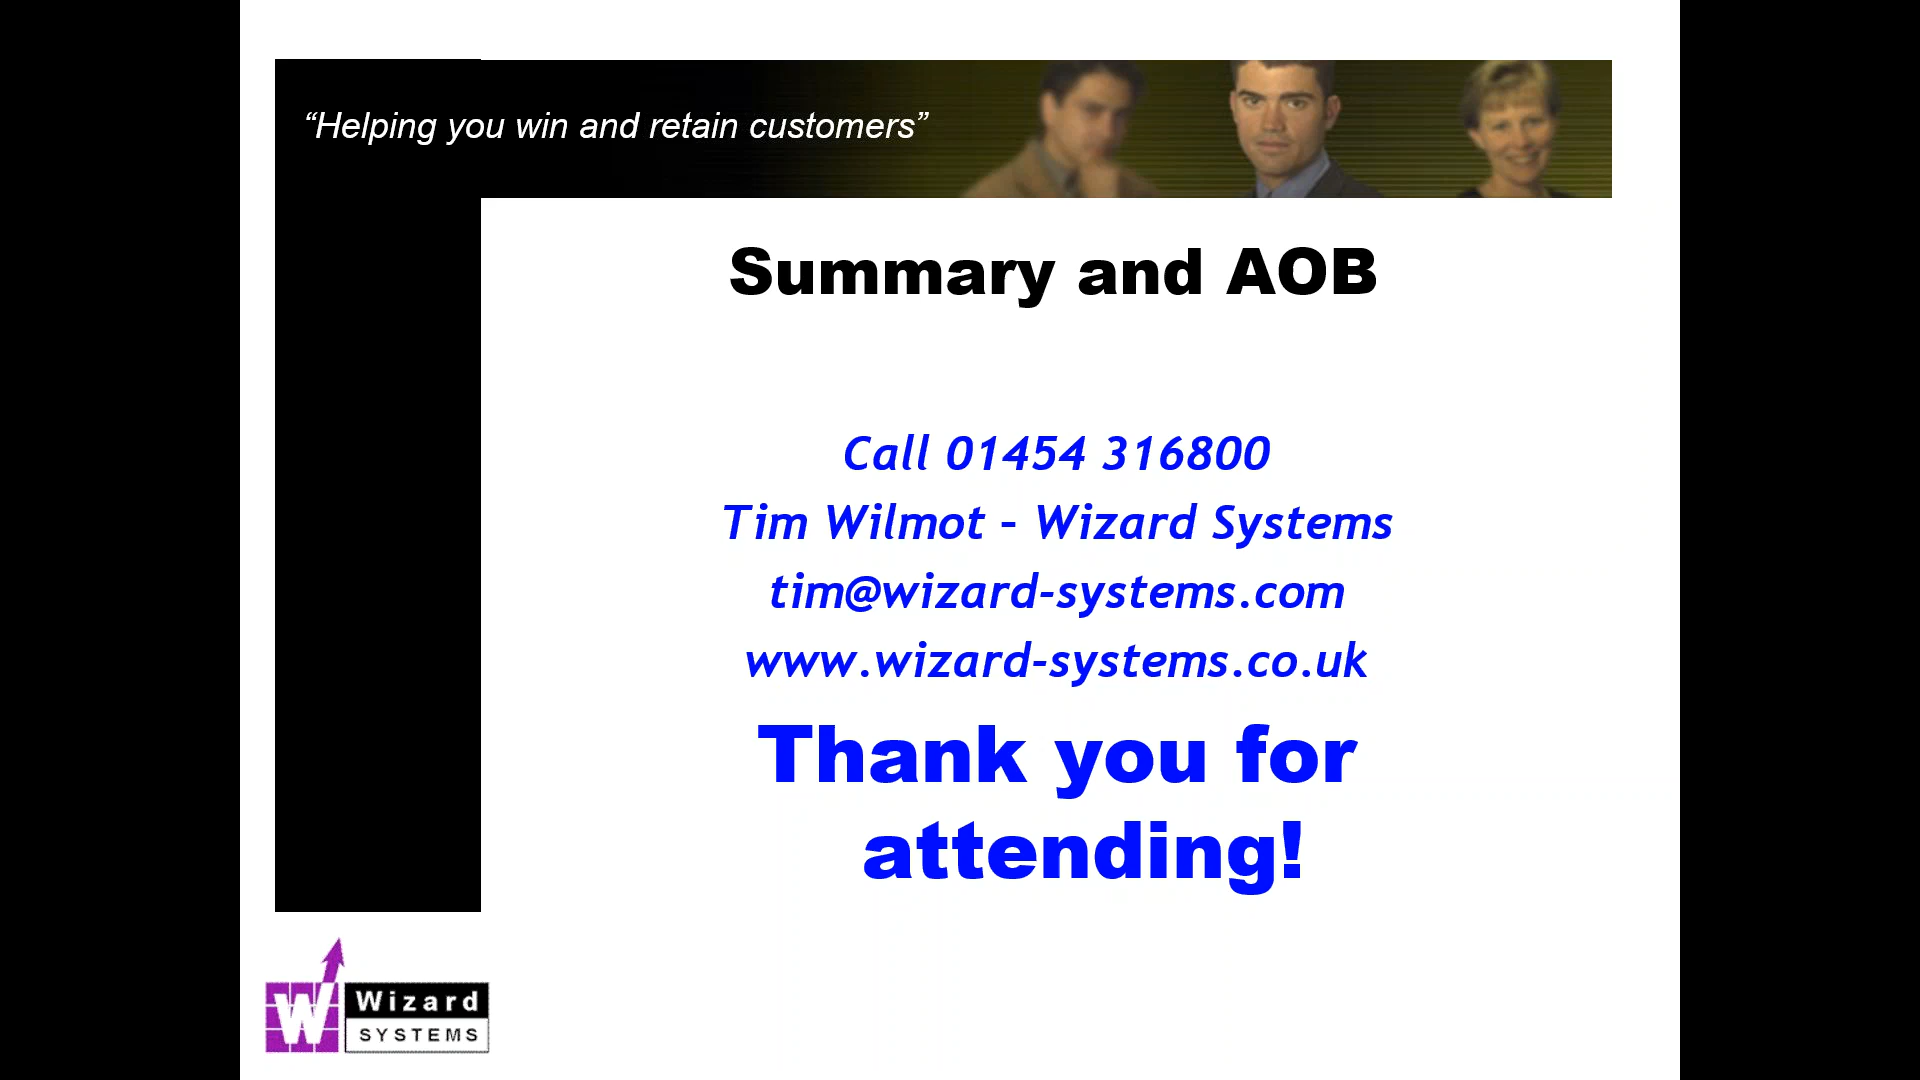 “Helping you win and retain customers”
Summary and AOB
Call 01454 316800
Tim Wilmot – Wizard Systems
tim@wizard-systems.com
www.wizard-systems.co.uk
Thank you for
attending!
W
Wizard
SYSTEMS